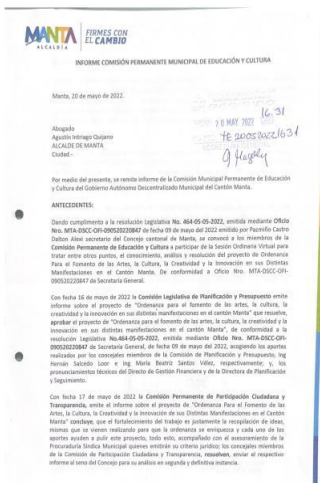 MANTA
ALCALDÍA
FIRMES CON
EL CAMBIO
INFORME COMISIÓN PERMANENTE MUNICIPAL DE EDUCACIÓN Y CULTURA
Manta, 20 de mayo de 2022.
20 MAY 2022
16.31
TE200520221631
Abogado
Agustín Intriago Quijano
ALCALDE DE MANTA
Ciudad.-
Por medio del presente, se remite informe de la Comisión Municipal Permanente de Educación
y Cultura del Gobierno Autónomo Descentralizado Municipal del Cantón Manta.
ANTECEDENTES:
Dando cumplimiento a la resolución Legislativa No. 464-05-05-2022, emitida mediante Oficio
Nro. MTA-DSCC-OFI-090520220847 de fecha 09 de mayo de 2022 emitido por Pazmiño Castro
Dalton Alexi secretario del Concejo cantonal de Manta, se convocó a los miembros de la
Comisión Permanente de Educación y Cultura a participar de la Sesión Ordinaria Virtual para
tratar entre otros puntos, el conocimiento, análisis y resolución del proyecto de Ordenanza
Para el Fomento de las Artes, la Cultura, la Creatividad y la Innovación en sus Distintas
Manifestaciones en el Cantón Manta. De conformidad a Oficio Nro. MTA-DSCC-OFI-
090520220847 de Secretaría General.
Con fecha 16 de mayo de 2022 la Comisión Legislativa de Planificación y Presupuesto emite
informe sobre el proyecto de "Ordenanza para el fomento de las artes, la cultura, la
creatividad y la innovación en sus distintas manifestaciones en el cantón Manta" que resuelve,
aprobar el proyecto de "Ordenanza para el fomento de las artes, la cultura, la creatividad y la
innovación en sus distintas manifestaciones en el cantón Manta", De conformidad a la
resolución Legislativa No.464-05-05-2022, emitida mediante Oficio Nro. MTA-DSCC-OFI-
090520220847 de Secretaría General, de fecha 09 de mayo del 2022, acogiendo los aportes
realizados por los concejales miembros de la Comisión de Planificación y Presupuesto, Ing
Hernán Salcedo Loor e Ing María Beatriz Santos Vélez, respectivamente; y, los
pronunciamientos técnicos del Director de Gestión Financiera y de la Directora de Planificación
y Seguimiento.
Con fecha 17 de mayo de 2022 la Comisión Permanente de Participación Ciudadana y
Transparencia, emite el informe sobre el proyecto de "Ordenanza Para el Fomento de las
Artes, la Cultura, la Creatividad y la Innovación de sus Distintas Manifestaciones en el Cantón
Manta" concluye, que el fortalecimiento del trabajo es justamente la recopilación de ideas,
mismas que se vienen realizando para que la ordenanza se enriquezca y cada uno de los
aportes ayuden a pulir este proyecto, todo esto, acompañado con el asesoramiento de la
Procuraduría Síndica Municipal quienes emitirán su criterio jurídico; los concejales miembros
de la Comisión de Participación Ciudadana y Transparencia, resuelven, enviar el respectivo
informe al seno del Concejo para su análisis en segunda y definitiva instancia.